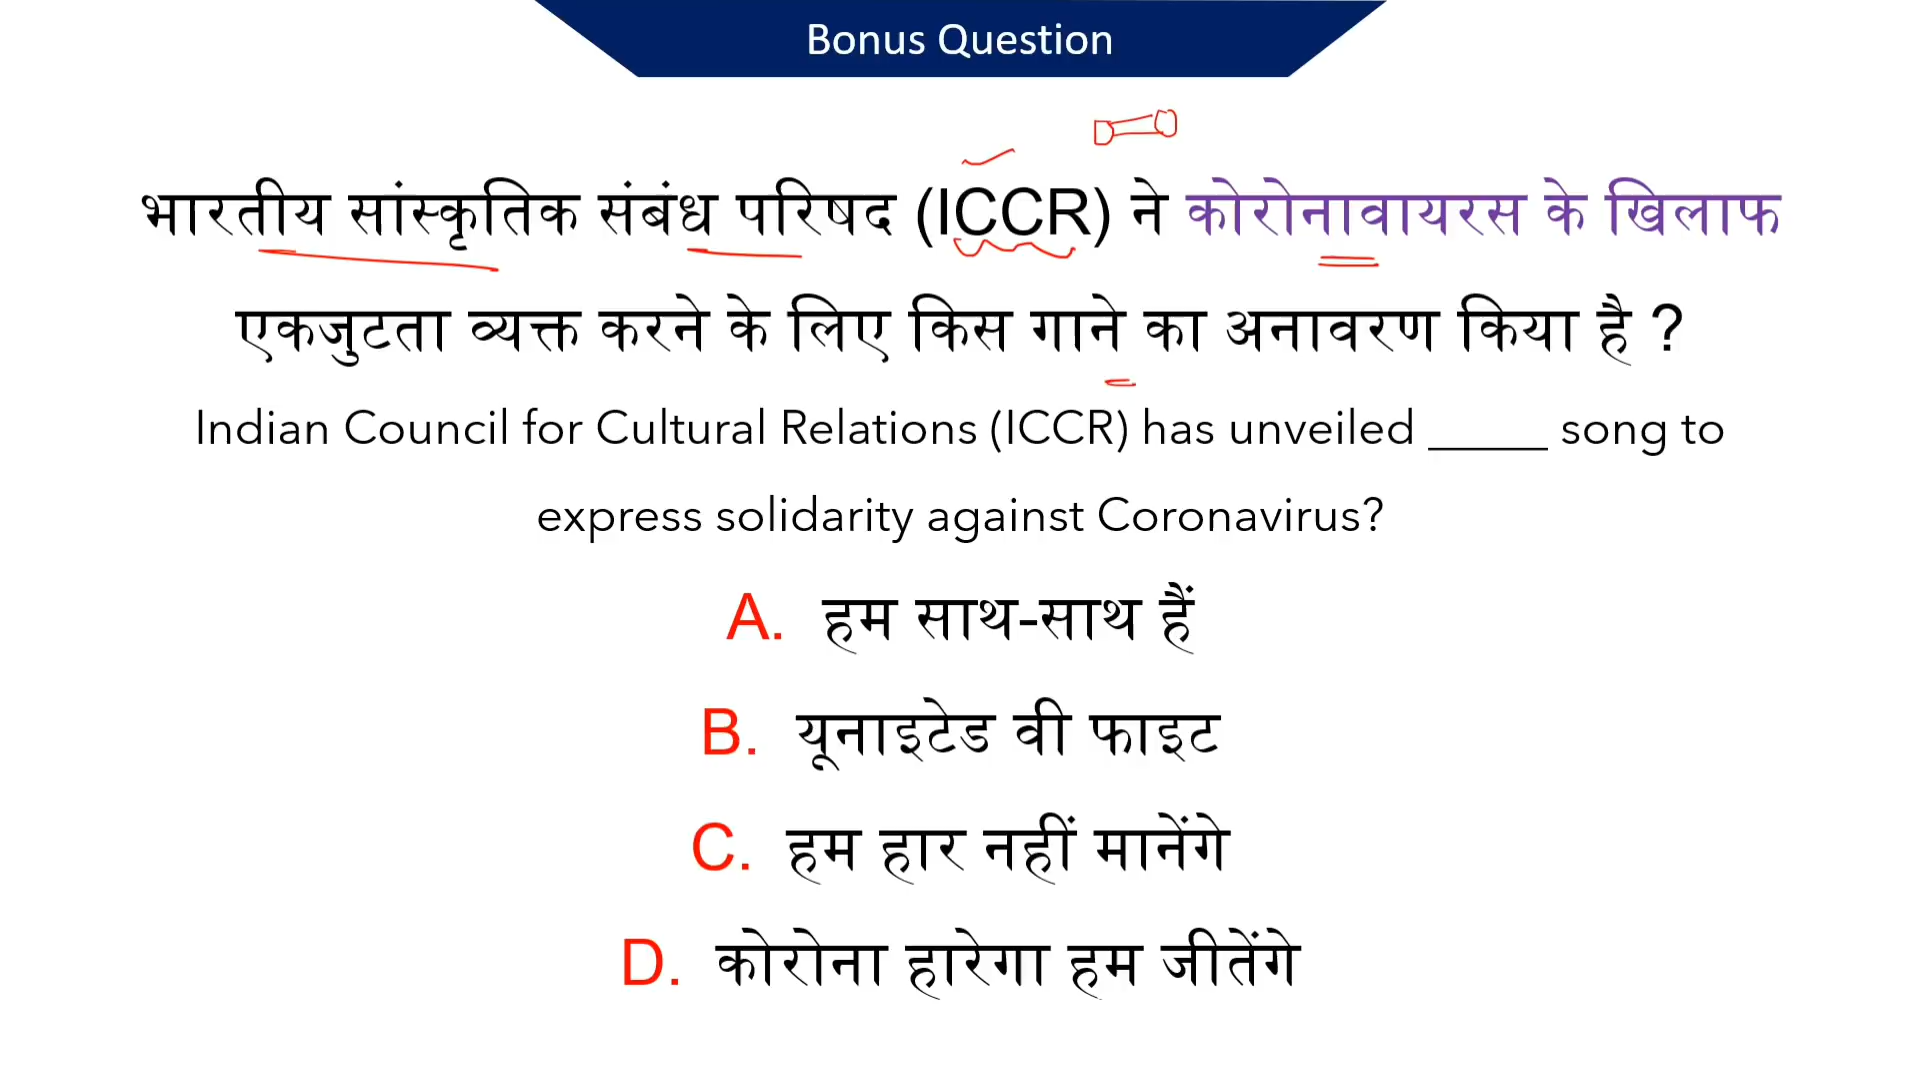 Bonus Question
भारतीय सांस्कृतिक संबंध परिषद (ICCR) ने कोरोनावायरस के खिलाफ
एकजुटता व्यक्त करने के लिए किस गाने का अनावरण किया है ?
Indian Council for Cultural Relations (ICCR) has unveiled _____ song to
express solidarity against Coronavirus?
A. हम साथ-साथ हैं
B. यूनाइटेड वी फाइट
C. हम हार नहीं मानेंगे
D. कोरोना हारेगा हम जीतेंगे